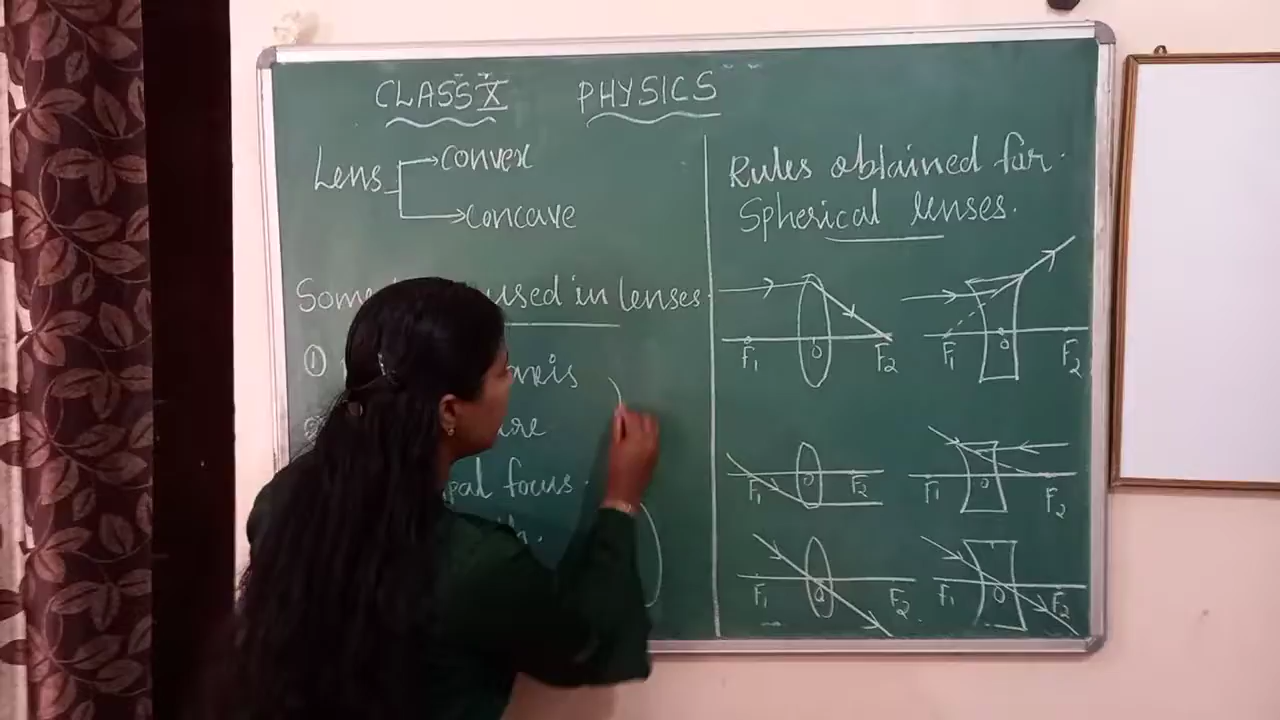 CLASS X PHYSICS
Lens convex
concave
Some used in lenses
① axis
focus.
Rules obtained for
Spherical lenses.
F₁ O F₂
F₁ O F₂
F₁ O F₂
F₁ O F₂
F₁ O F₂
F₁ O F₂